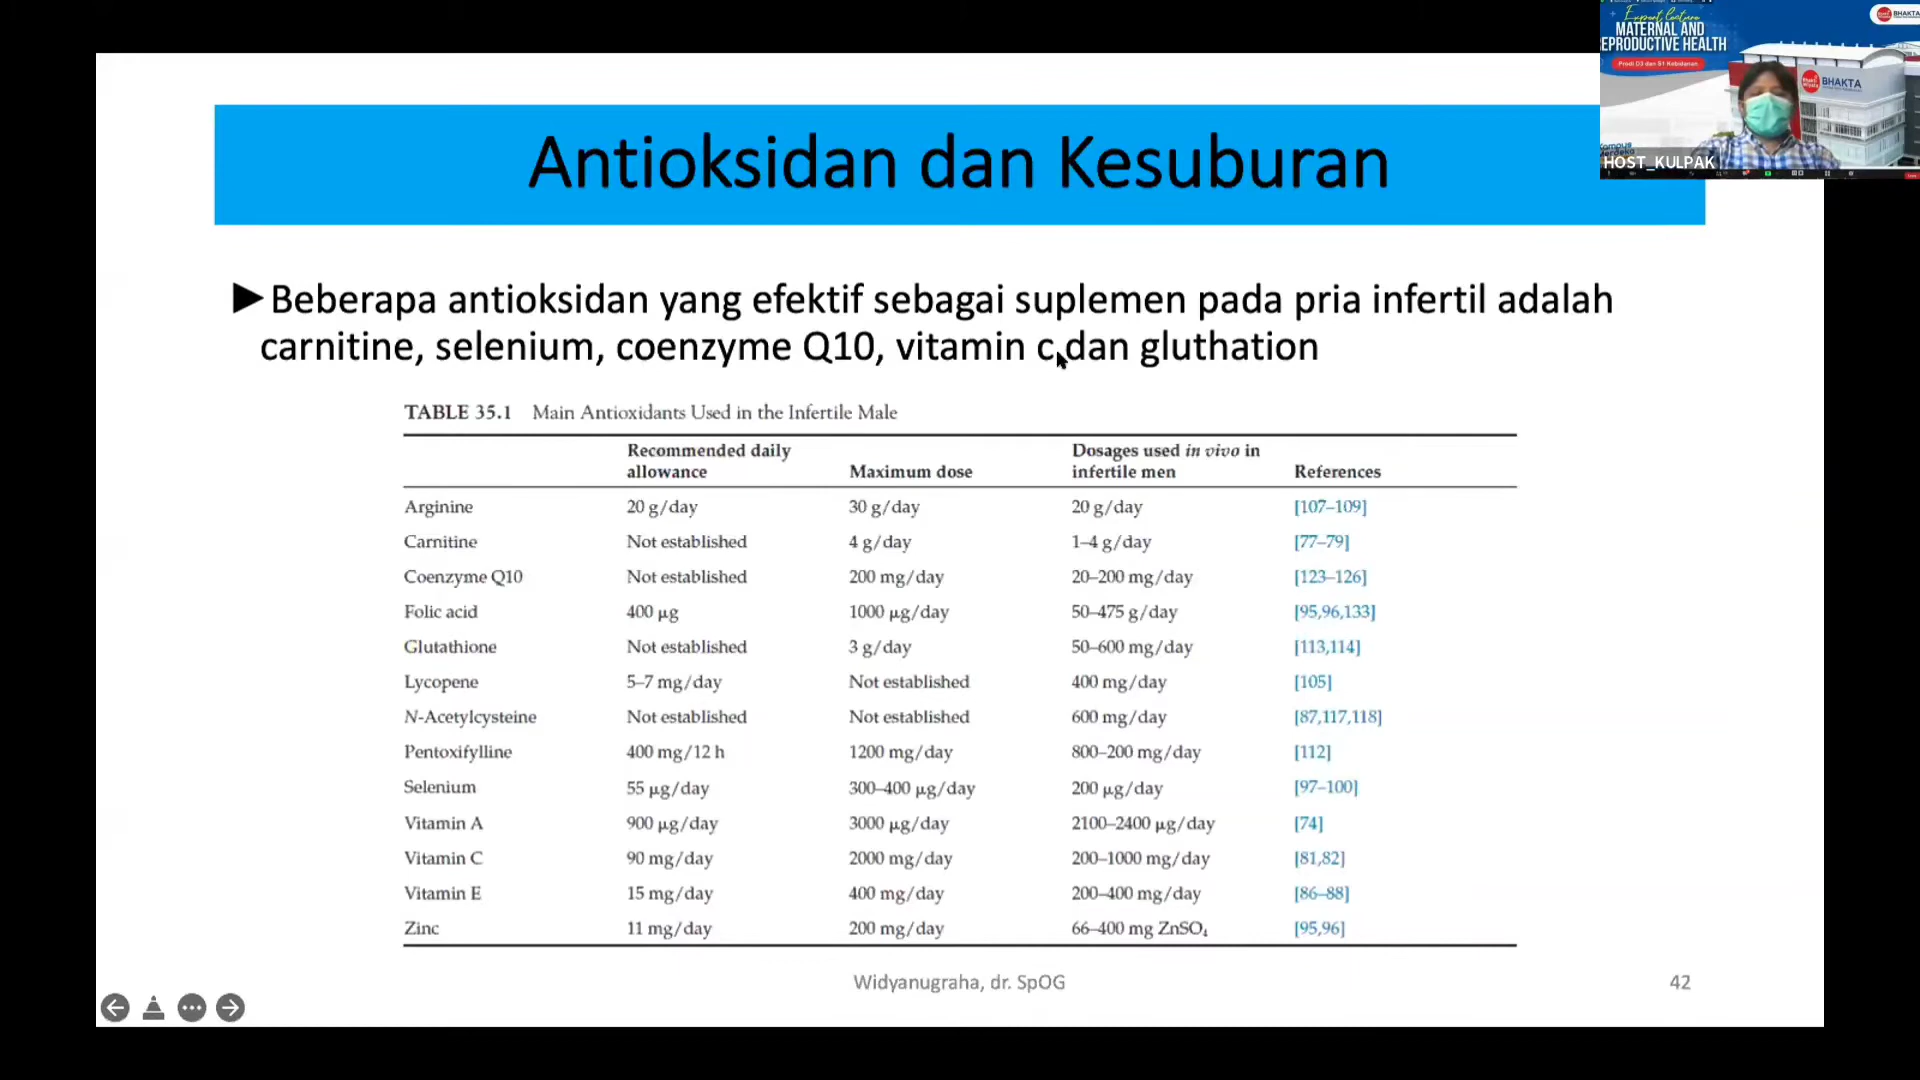 Expert Lecture
MATERNAL AND
EPRODUCTIVE HEALTH
Prodi D3 dan S1 Kebidanan
BHAKTA
BHAKTA
HOST_KULPAK
Antioksidan dan Kesuburan
▶Beberapa antioksidan yang efektif sebagai suplemen pada pria infertil adalah
carnitine, selenium, coenzyme Q10, vitamin c dan gluthation
TABLE 35.1 Main Antioxidants Used in the Infertile Male
Recommended daily allowance Maximum dose Dosages used in vivo in infertile men References
Arginine 20 g/day 30 g/day 20 g/day [107–109]
Carnitine Not established 4 g/day 1–4 g/day [77–79]
Coenzyme Q10 Not established 200 mg/day 20–200 mg/day [123–126]
Folic acid 400 µg 1000 µg/day 50–475 g/day [95,96,133]
Glutathione Not established 3 g/day 50–600 mg/day [113,114]
Lycopene 5–7 mg/day Not established 400 mg/day [105]
N-Acetylcysteine Not established Not established 600 mg/day [87,117,118]
Pentoxifylline 400 mg/12 h 1200 mg/day 800–200 mg/day [112]
Selenium 55 µg/day 300–400 µg/day 200 µg/day [97–100]
Vitamin A 900 µg/day 3000 µg/day 2100–2400 µg/day [74]
Vitamin C 90 mg/day 2000 mg/day 200–1000 mg/day [81,82]
Vitamin E 15 mg/day 400 mg/day 200–400 mg/day [86–88]
Zinc 11 mg/day 200 mg/day 66–400 mg ZnSO₄ [95,96]
Widyanugraha, dr. SpOG 42